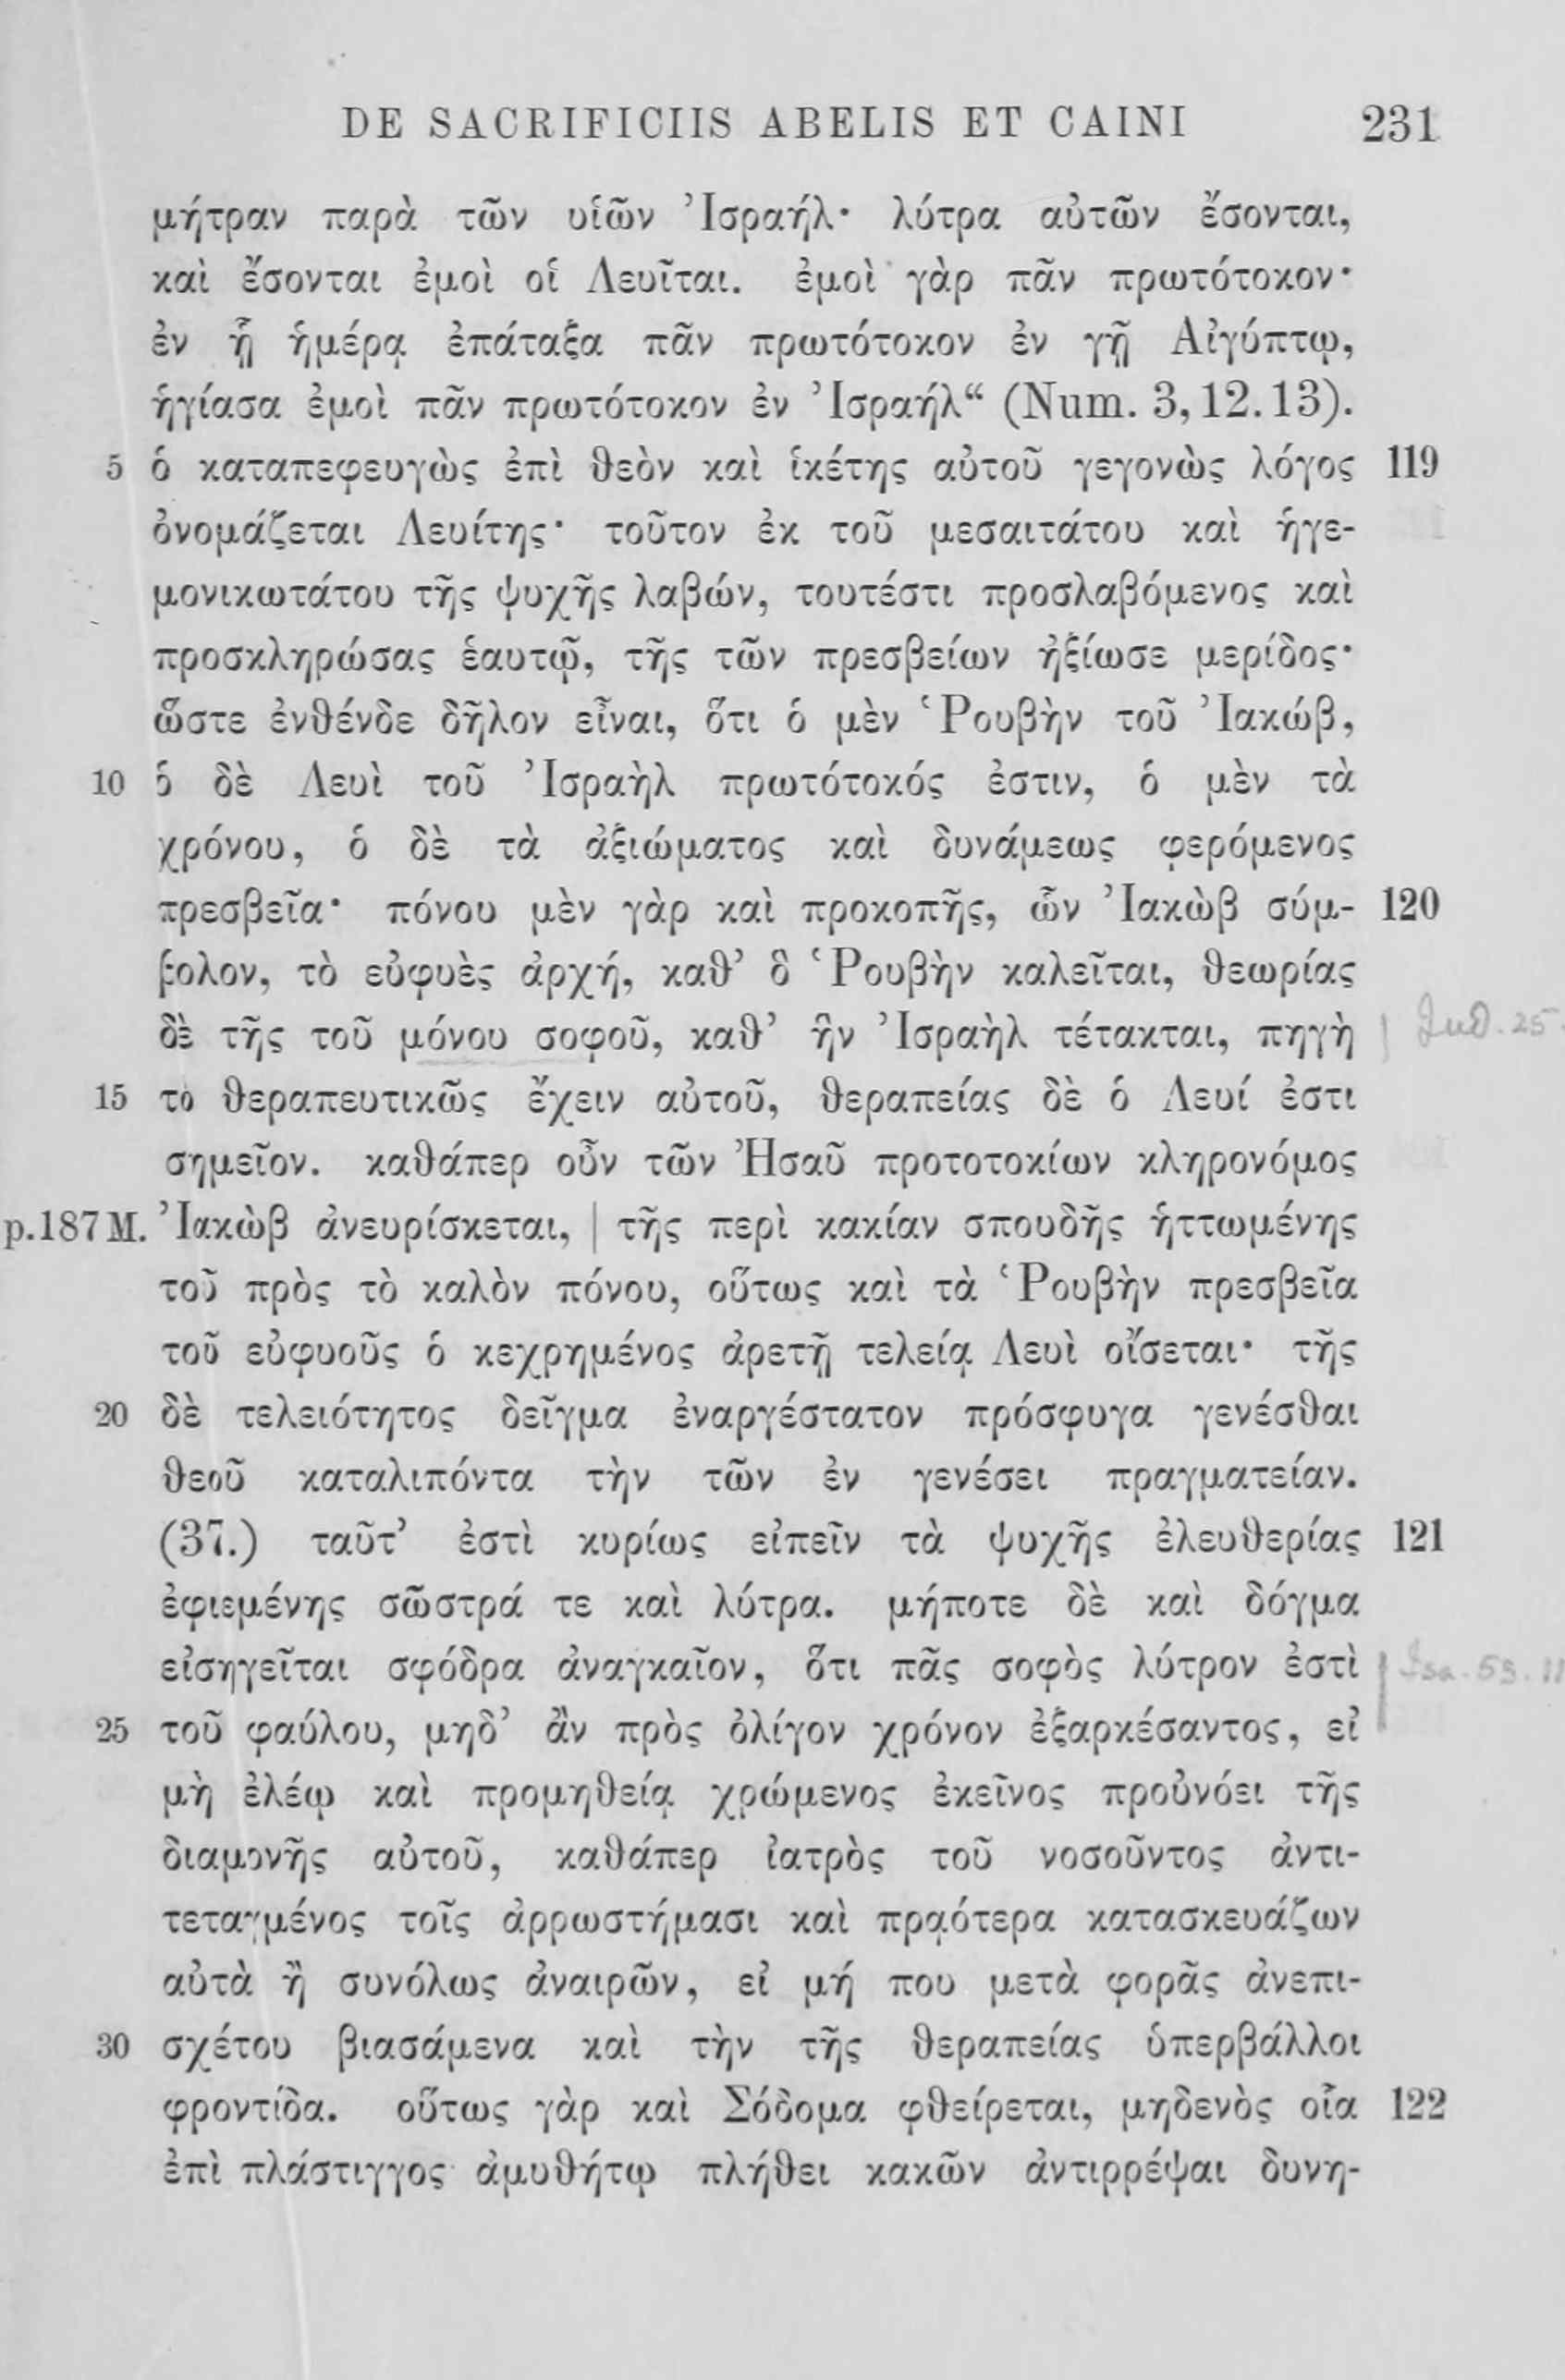 DE SACRIFICIIS ABELIS ET CAINI 231
μήτραν παρὰ τῶν υἱῶν Ἰσραήλ· λύτρα αὐτῶν ἔσονται,
καὶ ἔσονται ἐμοὶ οἱ Λευῖται. ἐμοὶ γὰρ πᾶν πρωτότοκον·
ἐν ᾗ ἡμέρᾳ ἐπάταξα πᾶν πρωτότοκον ἐν γῇ Αἰγύπτῳ,
ἡγίασα ἐμοὶ πᾶν πρωτότοκον ἐν Ἰσραήλ“ (Num. 3,12.13).
5 ὁ καταπεφευγὼς ἐπὶ θεὸν καὶ ἱκέτης αὐτοῦ γεγονὼς λόγος 119
ὀνομάζεται Λευίτης· τοῦτον ἐκ τοῦ μεσαιτάτου καὶ ἡγε-
μονικωτάτου τῆς ψυχῆς λαβών, τουτέστι προσλαβόμενος καὶ
προσκληρώσας ἑαυτῷ, τῆς τῶν πρεσβείων ἠξίωσε μερίδος·
ὥστε ἐνθένδε δῆλον εἶναι, ὅτι ὁ μὲν Ῥουβὴν τοῦ Ἰακώβ,
10 ὁ δὲ Λευὶ τοῦ Ἰσραὴλ πρωτότοκός ἐστιν, ὁ μὲν τὰ
χρόνου, ὁ δὲ τὰ ἀξιώματος καὶ δυνάμεως φερόμενος
πρεσβεῖα· πόνου μὲν γὰρ καὶ προκοπῆς, ὧν Ἰακὼβ σύμ- 120
βολον, τὸ εὐφυὲς ἀρχή, καθ’ ὃ Ῥουβὴν καλεῖται, θεωρίας
δὲ τῆς τοῦ μόνου σοφοῦ, καθ’ ἣν Ἰσραὴλ τέτακται, πηγὴ Jud. 25
15 τὸ θεραπευτικῶς ἔχειν αὐτοῦ, θεραπείας δὲ ὁ Λευί ἐστι
σημεῖον. καθάπερ οὖν τῶν Ἠσαῦ προτοτοκίων κληρονόμος
p.187 M. Ἰακὼβ ἀνευρίσκεται, | τῆς περὶ κακίαν σπουδῆς ἡττωμένης
τοῦ πρὸς τὸ καλὸν πόνου, οὕτως καὶ τὰ Ῥουβὴν πρεσβεῖα
τοῦ εὐφυοῦς ὁ κεχρημένος ἀρετῇ τελείᾳ Λευὶ οἴσεται· τῆς
20 δὲ τελειότητος δεῖγμα ἐναργέστατον πρόσφυγα γενέσθαι
θεοῦ καταλιπόντα τὴν τῶν ἐν γενέσει πραγματείαν.
(37.) ταῦτ’ ἐστὶ κυρίως εἰπεῖν τὰ ψυχῆς ἐλευθερίας 121
ἐφιεμένης σῶστρά τε καὶ λύτρα. μήποτε δὲ καὶ δόγμα
εἰσηγεῖται σφόδρα ἀναγκαῖον, ὅτι πᾶς σοφὸς λύτρον ἐστὶ Isa. 53. 11
25 τοῦ φαύλου, μηδ’ ἂν πρὸς ὀλίγον χρόνον ἐξαρκέσαντος, εἰ
μὴ ἐλέῳ καὶ προμηθείᾳ χρώμενος ἐκεῖνος προὐνόει τῆς
διαμονῆς αὐτοῦ, καθάπερ ἰατρὸς τοῦ νοσοῦντος ἀντι-
τεταγμένος τοῖς ἀρρωστήμασι καὶ πρᾳότερα κατασκευάζων
αὐτὰ ἢ συνόλως ἀναιρῶν, εἰ μή που μετὰ φορᾶς ἀνεπι-
30 σχέτου βιασάμενα καὶ τὴν τῆς θεραπείας ὑπερβάλλοι
φροντίδα. οὕτως γὰρ καὶ Σόδομα φθείρεται, μηδενὸς οἷα 122
ἐπὶ πλάστιγγος ἀμυθήτῳ πλήθει κακῶν ἀντιρρέψαι δυνη-